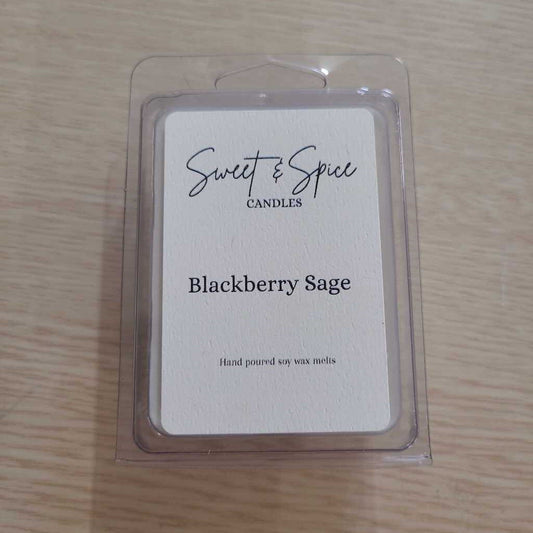 Sweet & Spice
CANDLES
Blackberry Sage
Hand poured soy wax melts